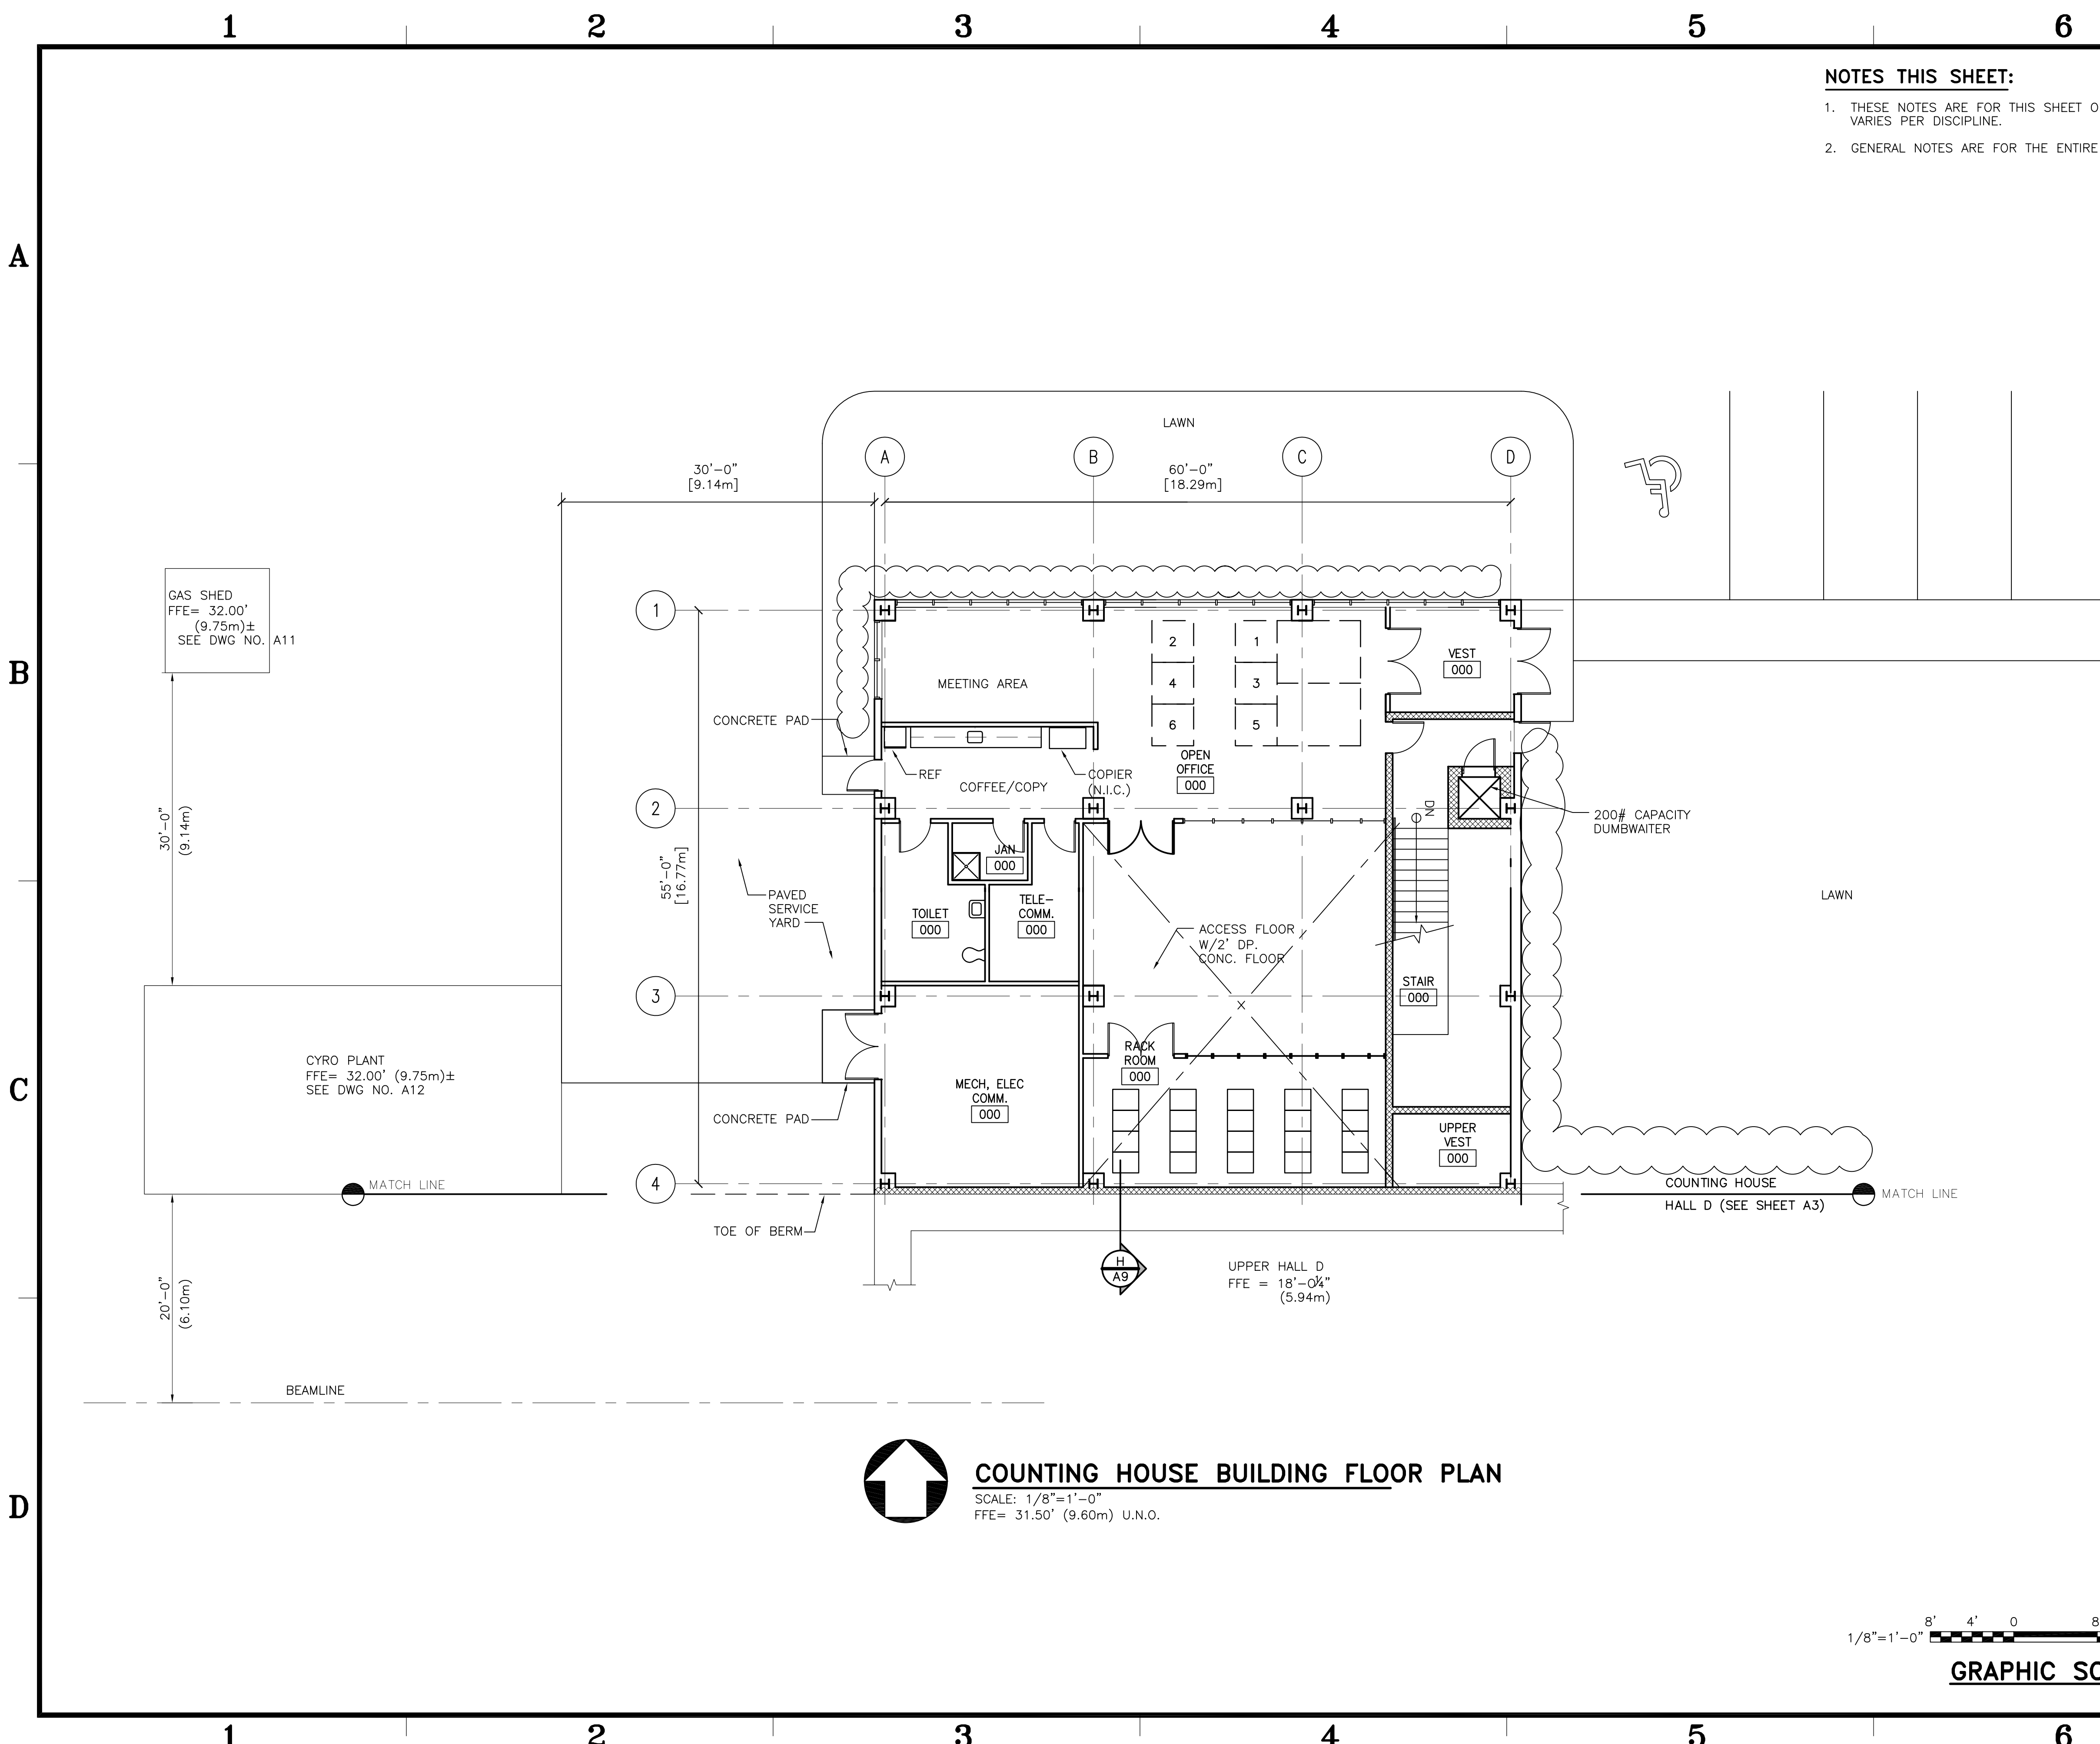 1 2 3 4 5 6
NOTES THIS SHEET:
1. THESE NOTES ARE FOR THIS SHEET O
VARIES PER DISCIPLINE.
2. GENERAL NOTES ARE FOR THE ENTIRE
A
LAWN
A B C D
30'-0"
[9.14m]
60'-0"
[18.29m]
GAS SHED
FFE= 32.00'
(9.75m)±
SEE DWG NO. A11
1
B
2 1
4 3
6 5
VEST
000
MEETING AREA
CONCRETE PAD
REF
COFFEE/COPY
COPIER
(N.I.C.)
OPEN
OFFICE
000
2
DN
200# CAPACITY
DUMBWAITER
30'-0"
(9.14m)
55'-0"
[16.77m]
JAN
000
PAVED
SERVICE
YARD
TOILET
000
TELE-
COMM.
000
ACCESS FLOOR
W/2' DP.
CONC. FLOOR
LAWN
3
STAIR
000
C
CYRO PLANT
FFE= 32.00' (9.75m)±
SEE DWG NO. A12
MECH, ELEC
COMM.
000
RACK
ROOM
000
CONCRETE PAD
UPPER
VEST
000
4
MATCH LINE
COUNTING HOUSE
HALL D (SEE SHEET A3)
MATCH LINE
TOE OF BERM
H
A9
UPPER HALL D
FFE = 18'-0¼"
(5.94m)
20'-0"
(6.10m)
BEAMLINE
D
COUNTING HOUSE BUILDING FLOOR PLAN
SCALE: 1/8"=1'-0"
FFE= 31.50' (9.60m) U.N.O.
8' 4' 0 8
1/8"=1'-0"
GRAPHIC SC
1 2 3 4 5 6